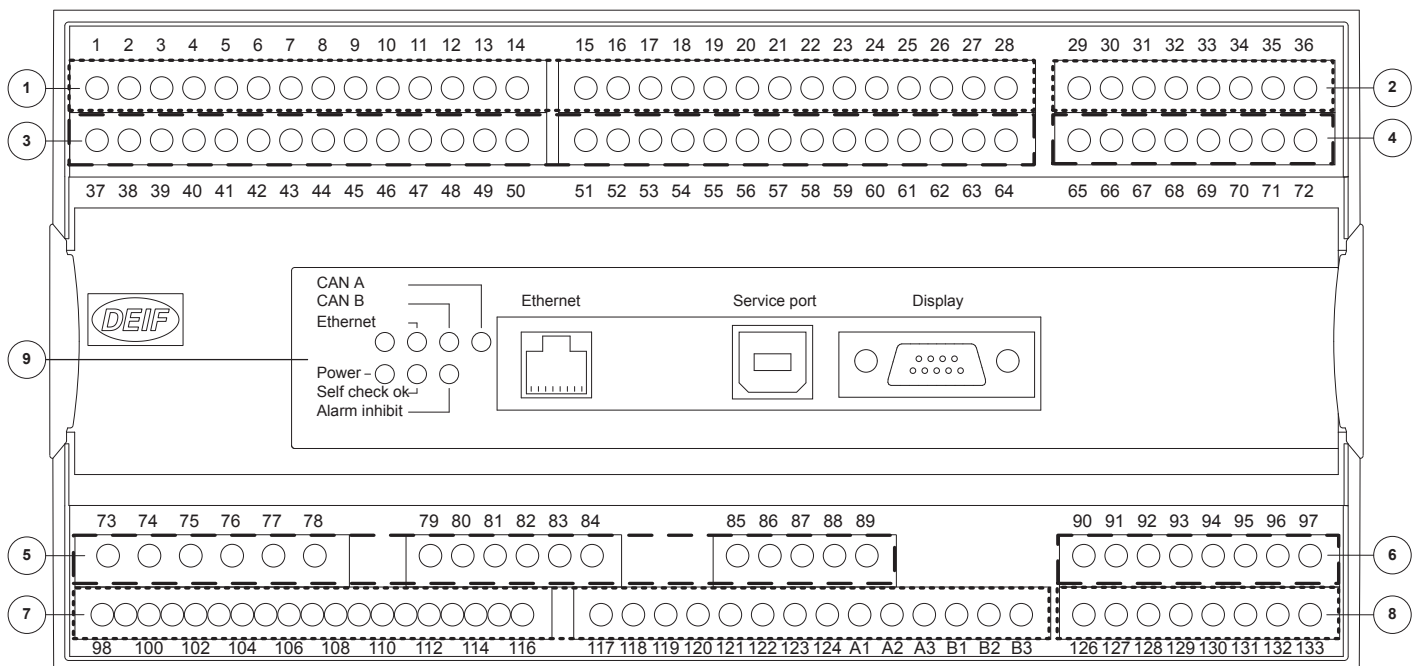 1 2 3 4 5 6 7 8 9 10 11 12 13 14 15 16 17 18 19 20 21 22 23 24 25 26 27 28 29 30 31 32 33 34 35 36
1 2
3 4
37 38 39 40 41 42 43 44 45 46 47 48 49 50 51 52 53 54 55 56 57 58 59 60 61 62 63 64 65 66 67 68 69 70 71 72
CAN A
CAN B
Ethernet
Ethernet Service port Display
DEIF
9
Power
Self check ok
Alarm inhibit
73 74 75 76 77 78 79 80 81 82 83 84 85 86 87 88 89 90 91 92 93 94 95 96 97
5 6
7 8
98 100 102 104 106 108 110 112 114 116 117 118 119 120 121 122 123 124 A1 A2 A3 B1 B2 B3 126 127 128 129 130 131 132 133